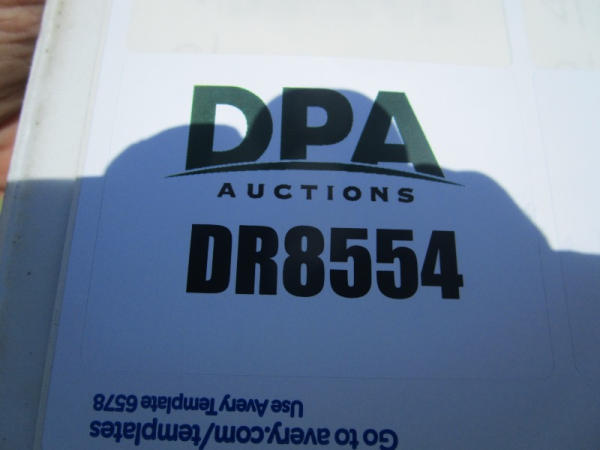 DPA
AUCTIONS
DR8554
Use Avery Template 6578
Go to avery.com/templates